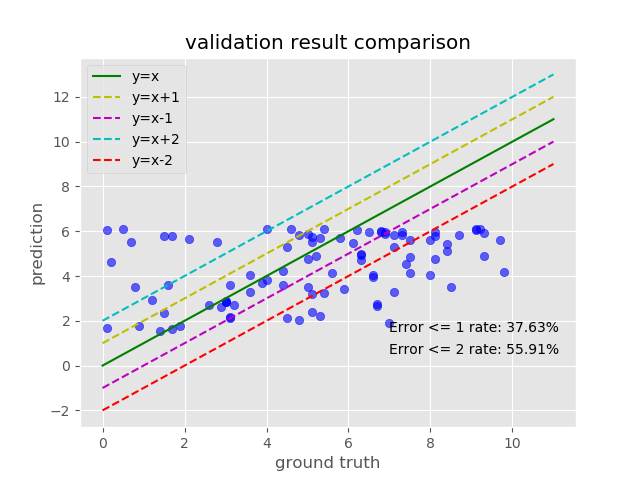 validation result comparison
y=x
y=x+1
y=x-1
y=x+2
y=x-2
12
10
8
6
4
2
0
−2
prediction
Error <= 1 rate: 37.63%
Error <= 2 rate: 55.91%
0 2 4 6 8 10
ground truth